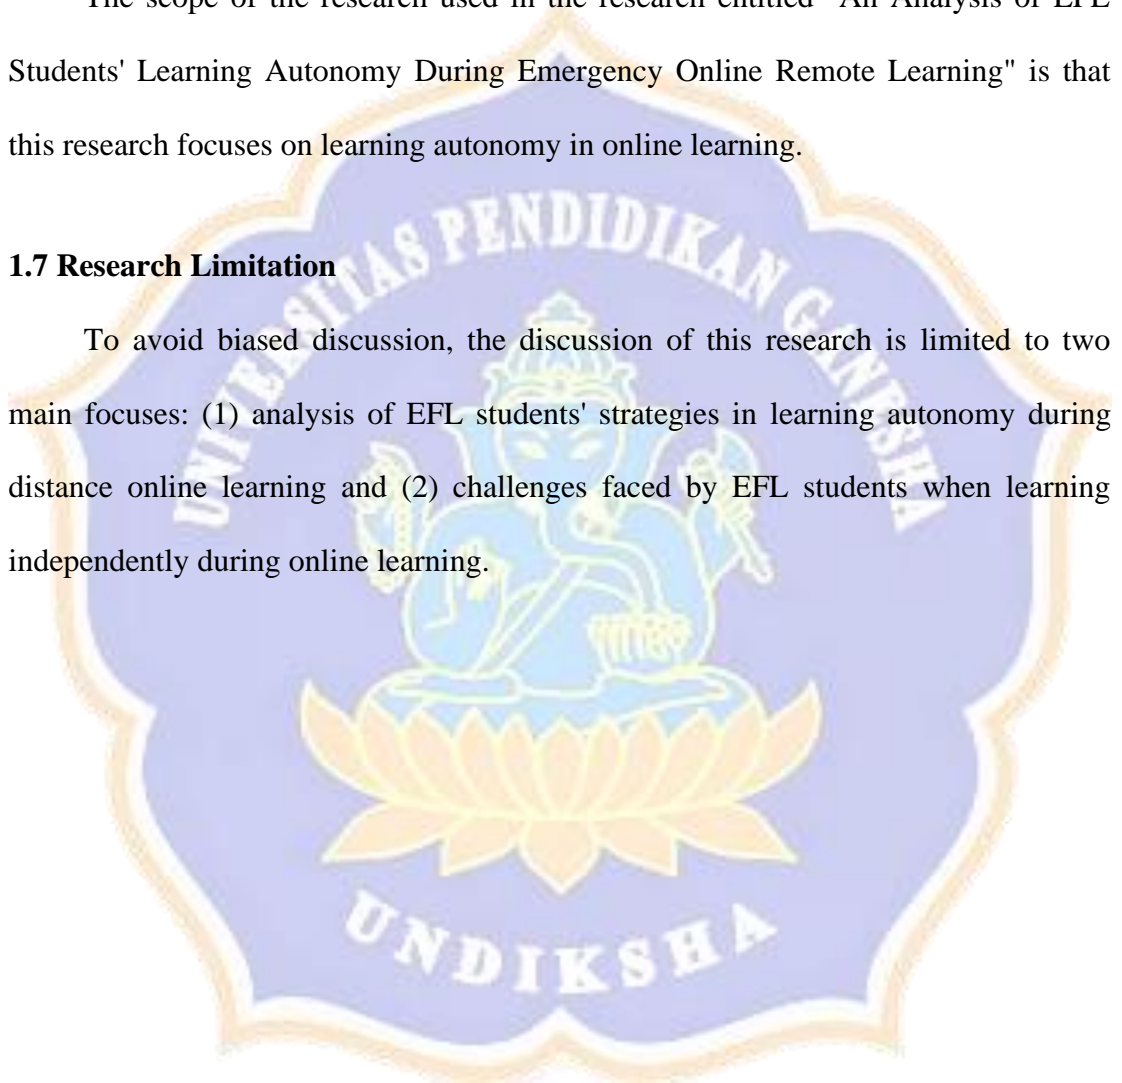 The scope of the research used in the research entitled "An Analysis of EFL
Students' Learning Autonomy During Emergency Online Remote Learning" is that
this research focuses on learning autonomy in online learning.
1.7 Research Limitation
To avoid biased discussion, the discussion of this research is limited to two
main focuses: (1) analysis of EFL students' strategies in learning autonomy during
distance online learning and (2) challenges faced by EFL students when learning
independently during online learning.
UNIVERSITAS PENDIDIKAN GANESHA
UNDIKSHA